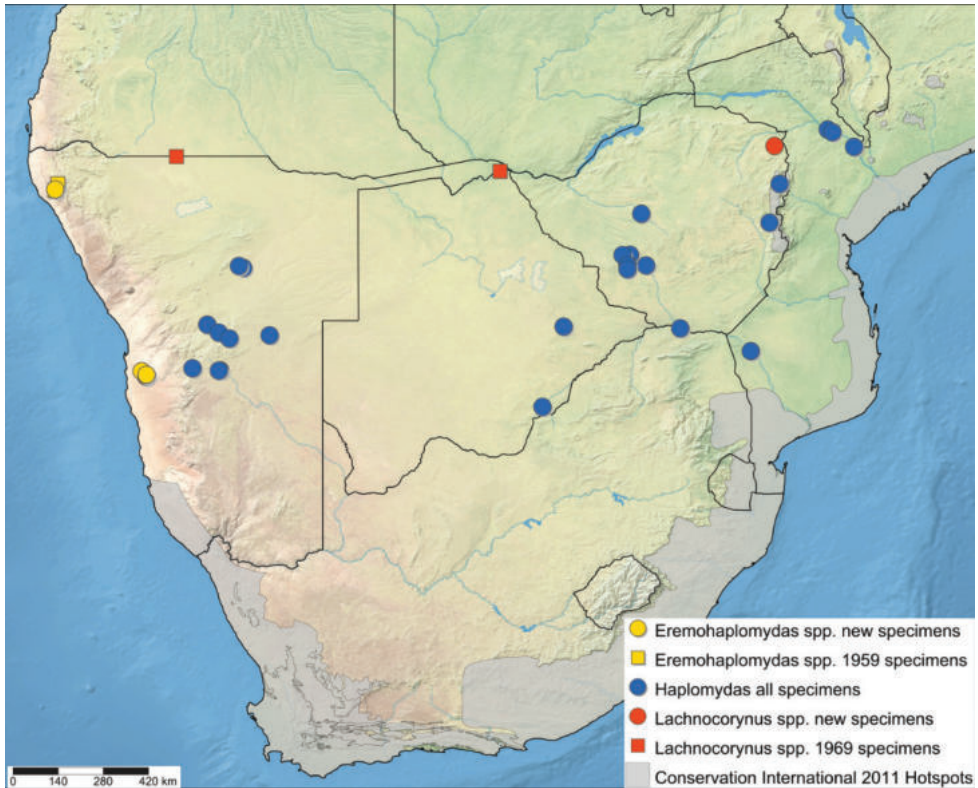 Eremohaplomydas spp. new specimens
Eremohaplomydas spp. 1959 specimens
Haplomydas all specimens
Lachnocorynus spp. new specimens
Lachnocorynus spp. 1969 specimens
Conservation International 2011 Hotspots
0 140 280 420 km